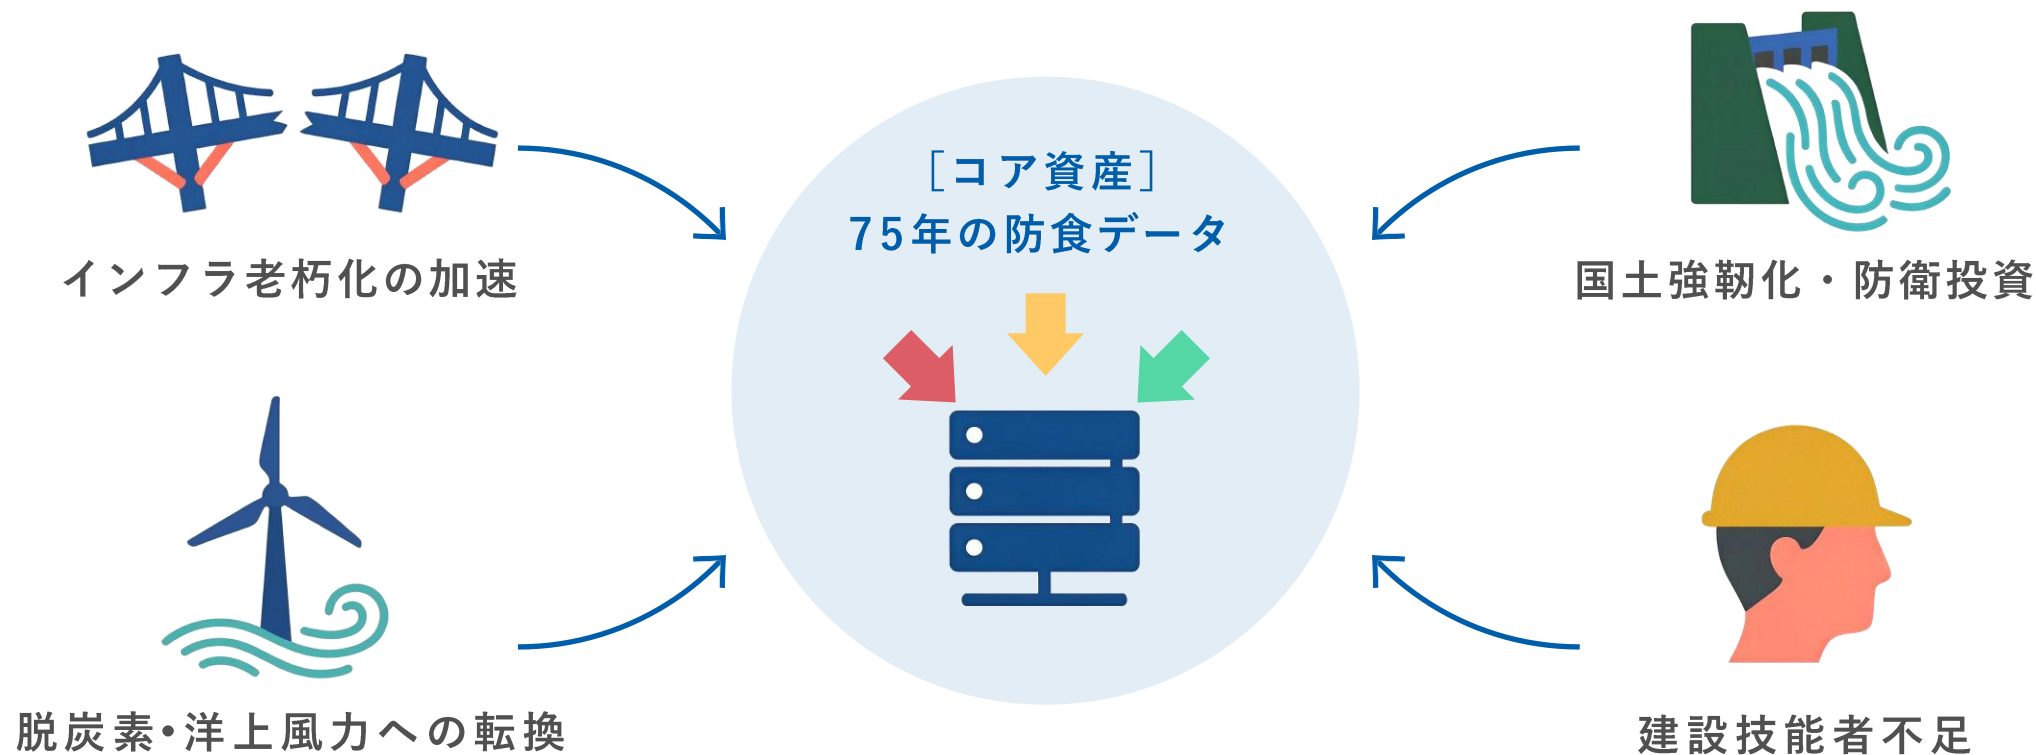 [コア資産]
75年の防食データ
インフラ老朽化の加速
国土強靭化・防衛投資
脱炭素・洋上風力への転換
建設技能者不足